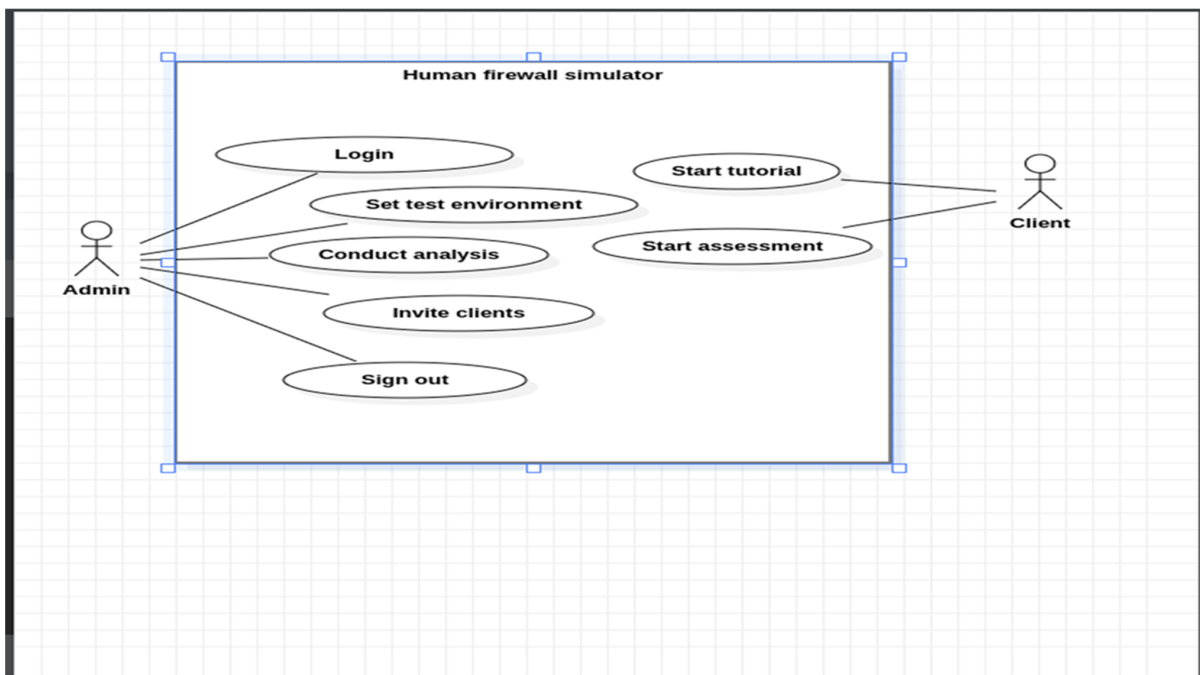 Human firewall simulator
Login
Start tutorial
Set test environment
Client
Start assessment
Conduct analysis
Admin
Invite clients
Sign out